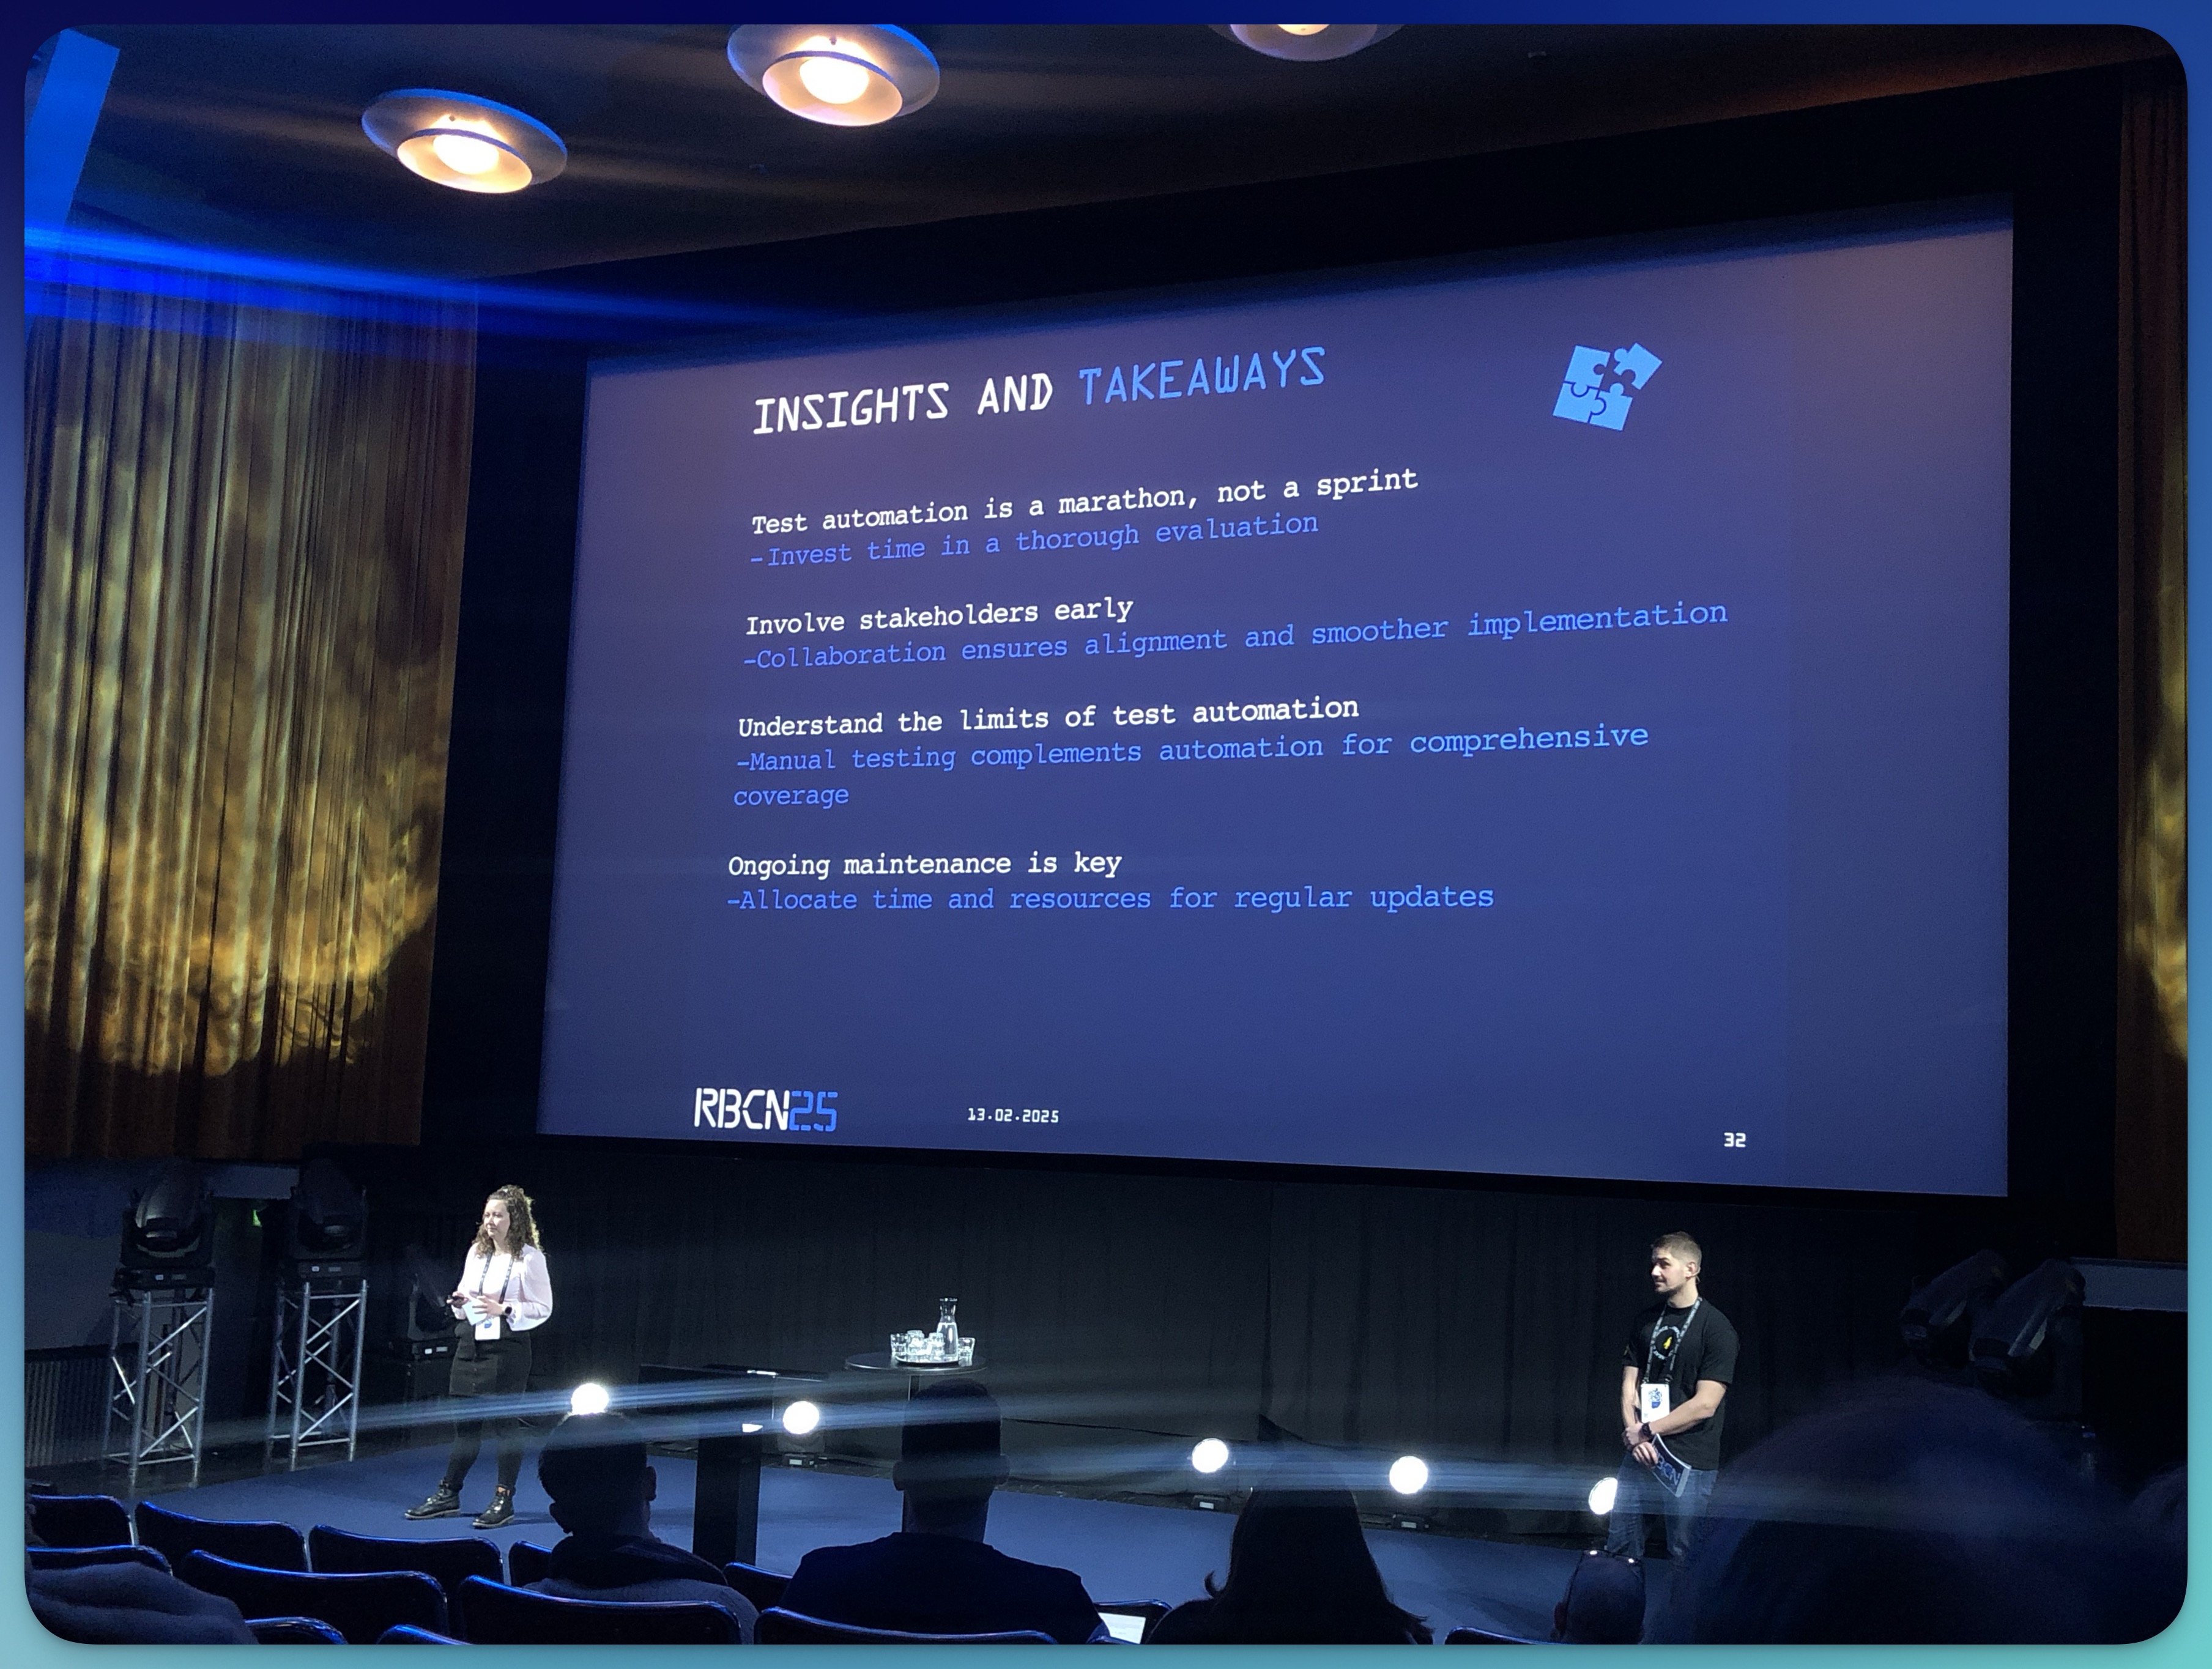 INSIGHTS AND TAKEAWAYS
Test automation is a marathon, not a sprint
-Invest time in a thorough evaluation
Involve stakeholders early
-Collaboration ensures alignment and smoother implementation
Understand the limits of test automation
-Manual testing complements automation for comprehensive
coverage
Ongoing maintenance is key
-Allocate time and resources for regular updates
RBCN25
13.02.2025
32